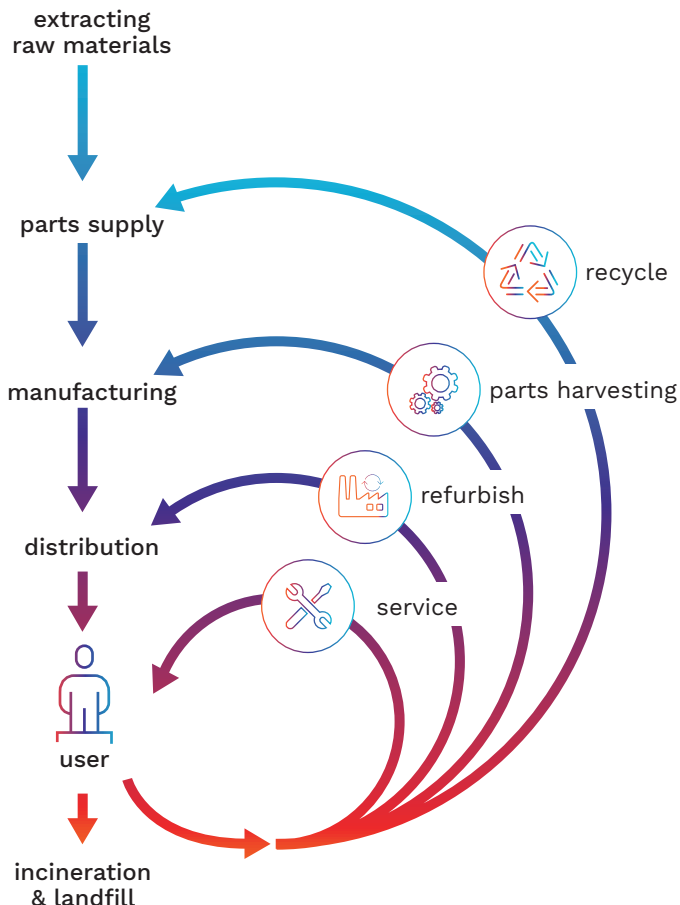 extracting
raw materials
parts supply
recycle
manufacturing
parts harvesting
refurbish
distribution
service
user
incineration
& landfill